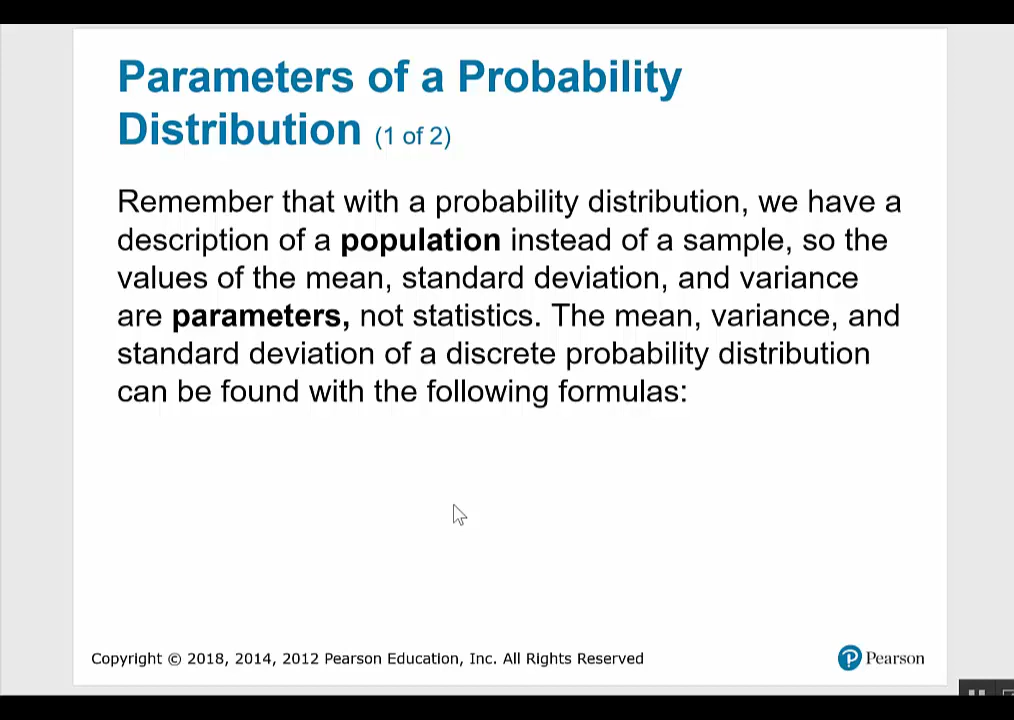 Parameters of a Probability
Distribution (1 of 2)
Remember that with a probability distribution, we have a
description of a population instead of a sample, so the
values of the mean, standard deviation, and variance
are parameters, not statistics. The mean, variance, and
standard deviation of a discrete probability distribution
can be found with the following formulas:
Copyright © 2018, 2014, 2012 Pearson Education, Inc. All Rights Reserved
P Pearson